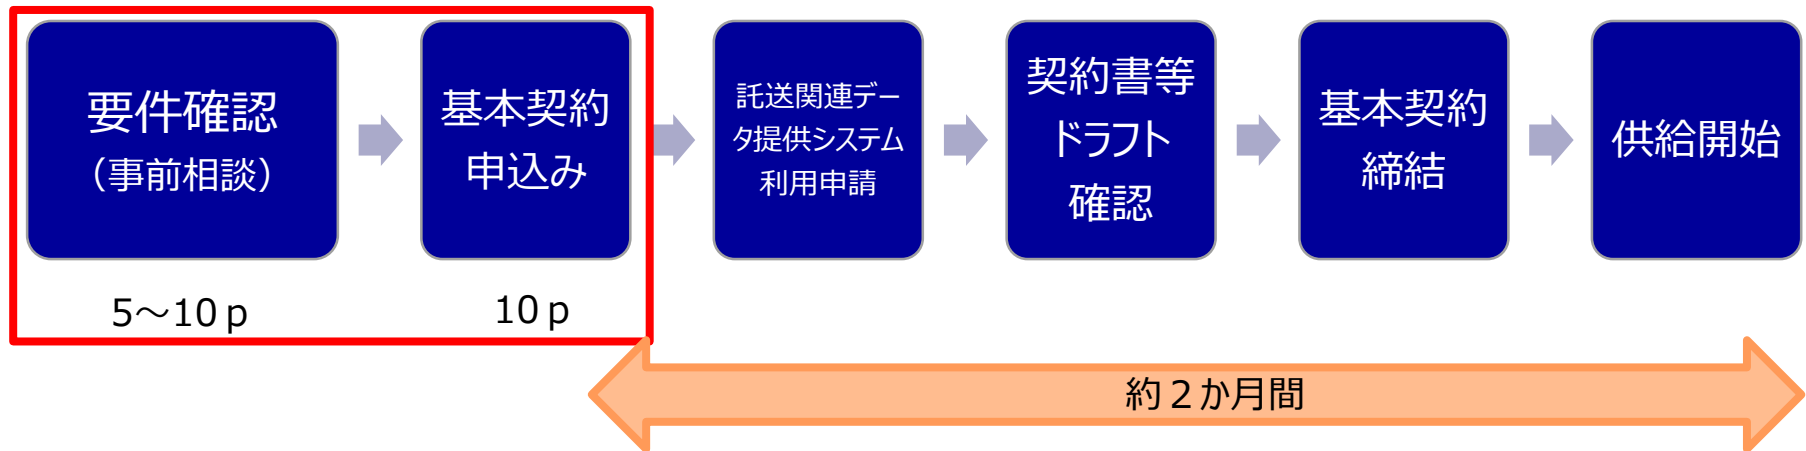 要件確認
（事前相談）
基本契約
申込み
託送関連デー
タ提供システム
利用申請
契約書等
ドラフト
確認
基本契約
締結
供給開始
5～10ｐ
10ｐ
約２か月間